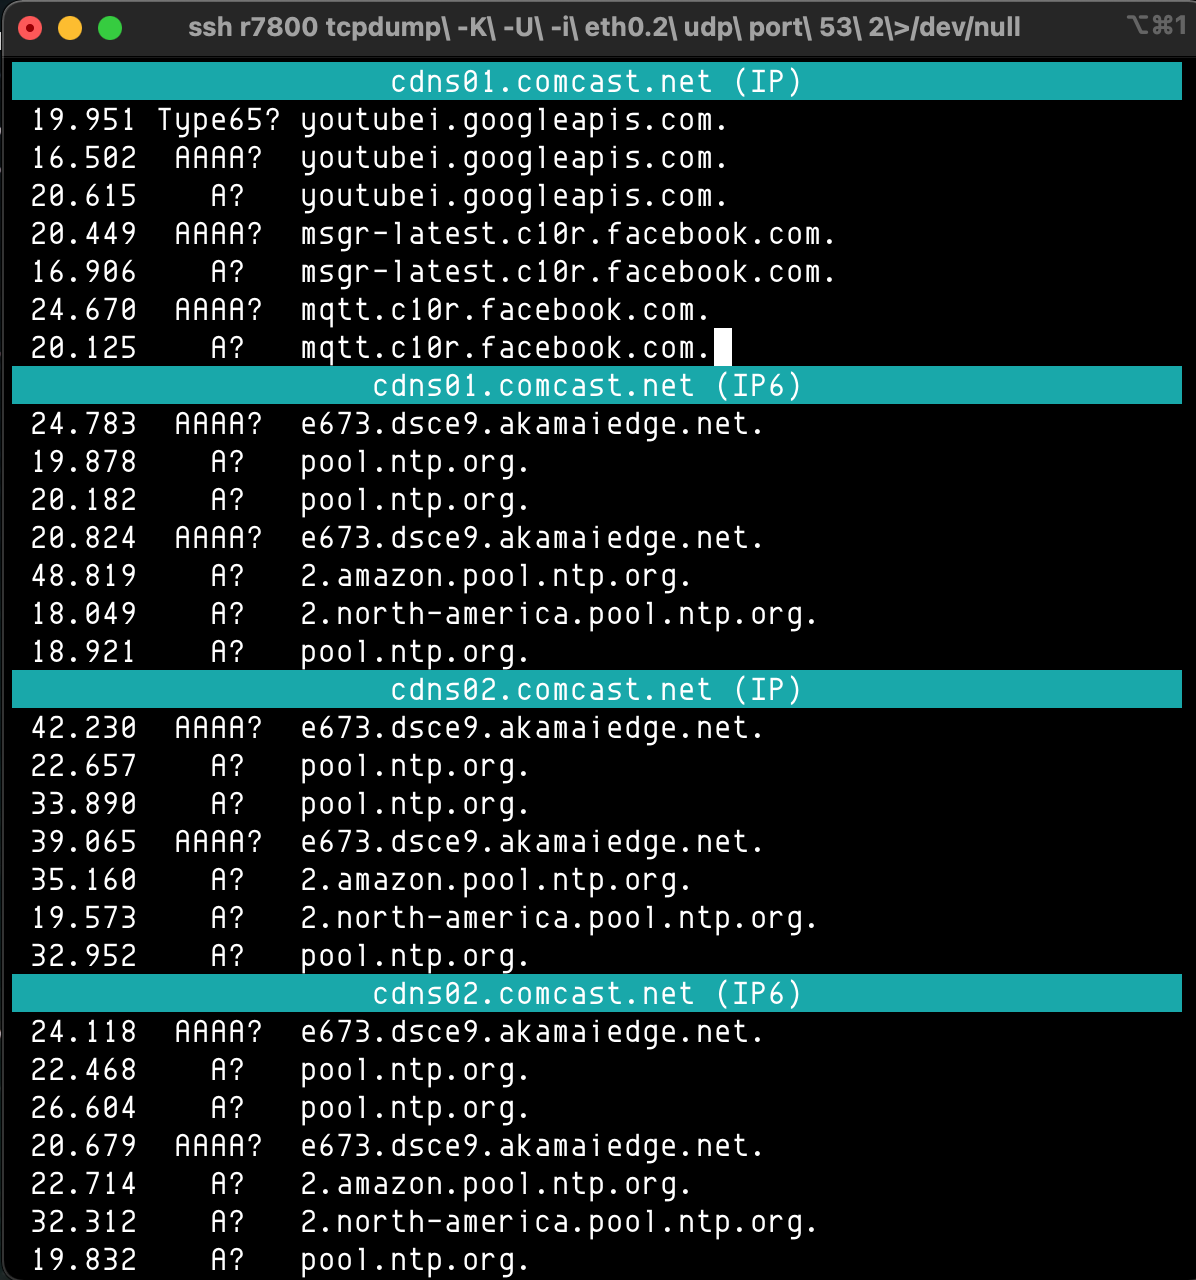 ssh r7800 tcpdump\ -K\ -U\ -i\ eth0.2\ udp\ port\ 53\ 2\>/dev/null ⌥⌘1
cdns01.comcast.net (IP)
19.951 Type65? youtubei.googleapis.com.
16.502 AAAA? youtubei.googleapis.com.
20.615 A? youtubei.googleapis.com.
20.449 AAAA? msgr-latest.c10r.facebook.com.
16.906 A? msgr-latest.c10r.facebook.com.
24.670 AAAA? mqtt.c10r.facebook.com.
20.125 A? mqtt.c10r.facebook.com.
cdns01.comcast.net (IP6)
24.783 AAAA? e673.dsce9.akamaiedge.net.
19.878 A? pool.ntp.org.
20.182 A? pool.ntp.org.
20.824 AAAA? e673.dsce9.akamaiedge.net.
48.819 A? 2.amazon.pool.ntp.org.
18.049 A? 2.north-america.pool.ntp.org.
18.921 A? pool.ntp.org.
cdns02.comcast.net (IP)
42.230 AAAA? e673.dsce9.akamaiedge.net.
22.657 A? pool.ntp.org.
33.890 A? pool.ntp.org.
39.065 AAAA? e673.dsce9.akamaiedge.net.
35.160 A? 2.amazon.pool.ntp.org.
19.573 A? 2.north-america.pool.ntp.org.
32.952 A? pool.ntp.org.
cdns02.comcast.net (IP6)
24.118 AAAA? e673.dsce9.akamaiedge.net.
22.468 A? pool.ntp.org.
26.604 A? pool.ntp.org.
20.679 AAAA? e673.dsce9.akamaiedge.net.
22.714 A? 2.amazon.pool.ntp.org.
32.312 A? 2.north-america.pool.ntp.org.
19.832 A? pool.ntp.org.